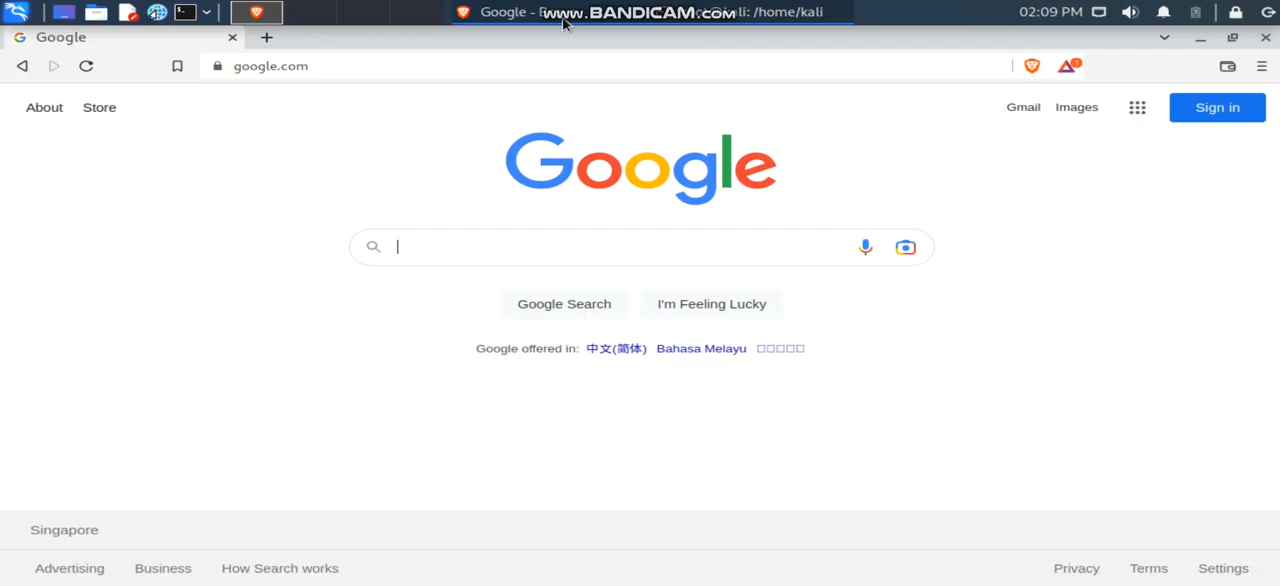 Google - B www.BANDICAM.com : /home/kali 02:09 PM
Google
google.com
About Store Gmail Images Sign in
Google
Google Search I'm Feeling Lucky
Google offered in: 中文(简体) Bahasa Melayu
Singapore
Advertising Business How Search works Privacy Terms Settings